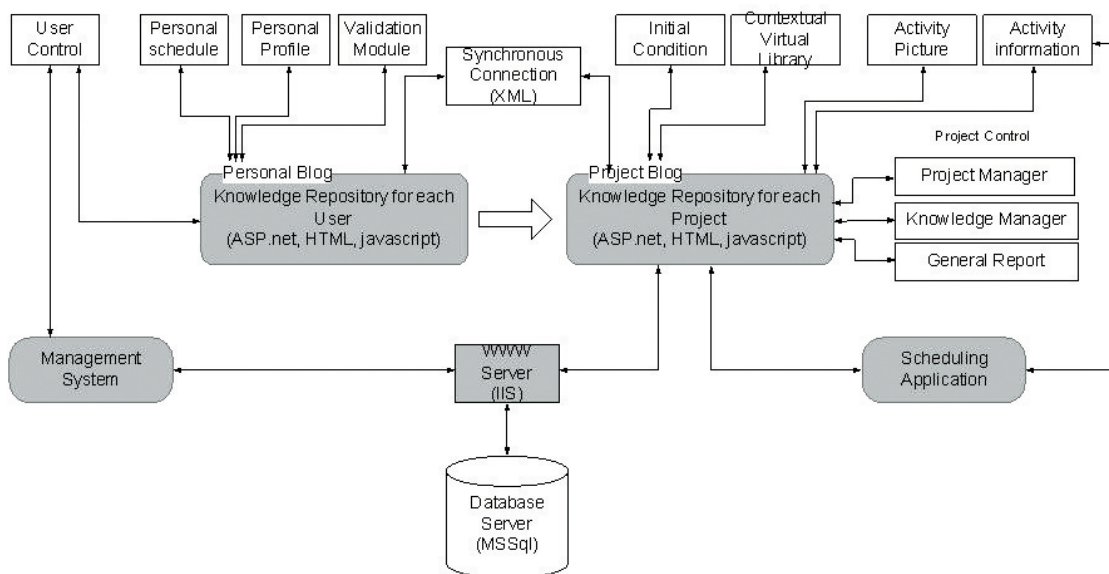 User
Control
Personal
schedule
Personal
Profile
Validation
Module
Synchronous
Connection
(XML)
Initial
Condition
Contextual
Virtual
Library
Activity
Picture
Activity
information
Project Control
Personal Blog
Knowledge Repository for each
User
(ASP.net, HTML, javascript)
Project Blog
Knowledge Repository for each
Project
(ASP.net, HTML, javascript)
Project Manager
Knowledge Manager
General Report
Management
System
WWW
Server
(IIS)
Scheduling
Application
Database
Server
(MSSql)